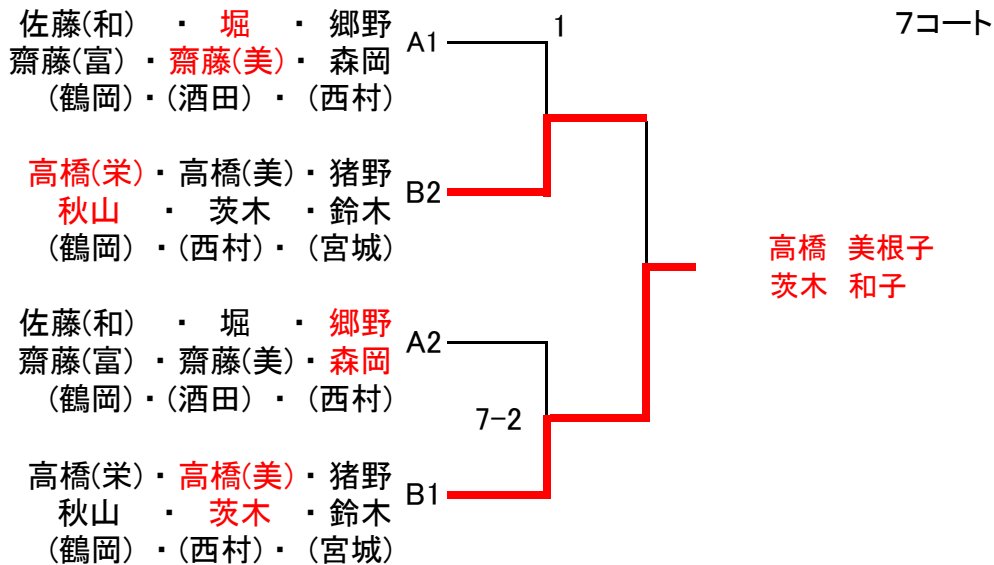 佐藤(和) ・ 堀 ・ 郷野
齋藤(富) ・ 齋藤(美) ・ 森岡
(鶴岡) ・ (酒田) ・ (西村)
A1
1
7コート
高橋(栄) ・ 高橋(美) ・ 猪野
秋山 ・ 茨木 ・ 鈴木
(鶴岡) ・ (西村) ・ (宮城)
B2
高橋 美根子
茨木 和子
佐藤(和) ・ 堀 ・ 郷野
齋藤(富) ・ 齋藤(美) ・ 森岡
(鶴岡) ・ (酒田) ・ (西村)
A2
7-2
高橋(栄) ・ 高橋(美) ・ 猪野
秋山 ・ 茨木 ・ 鈴木
(鶴岡) ・ (西村) ・ (宮城)
B1